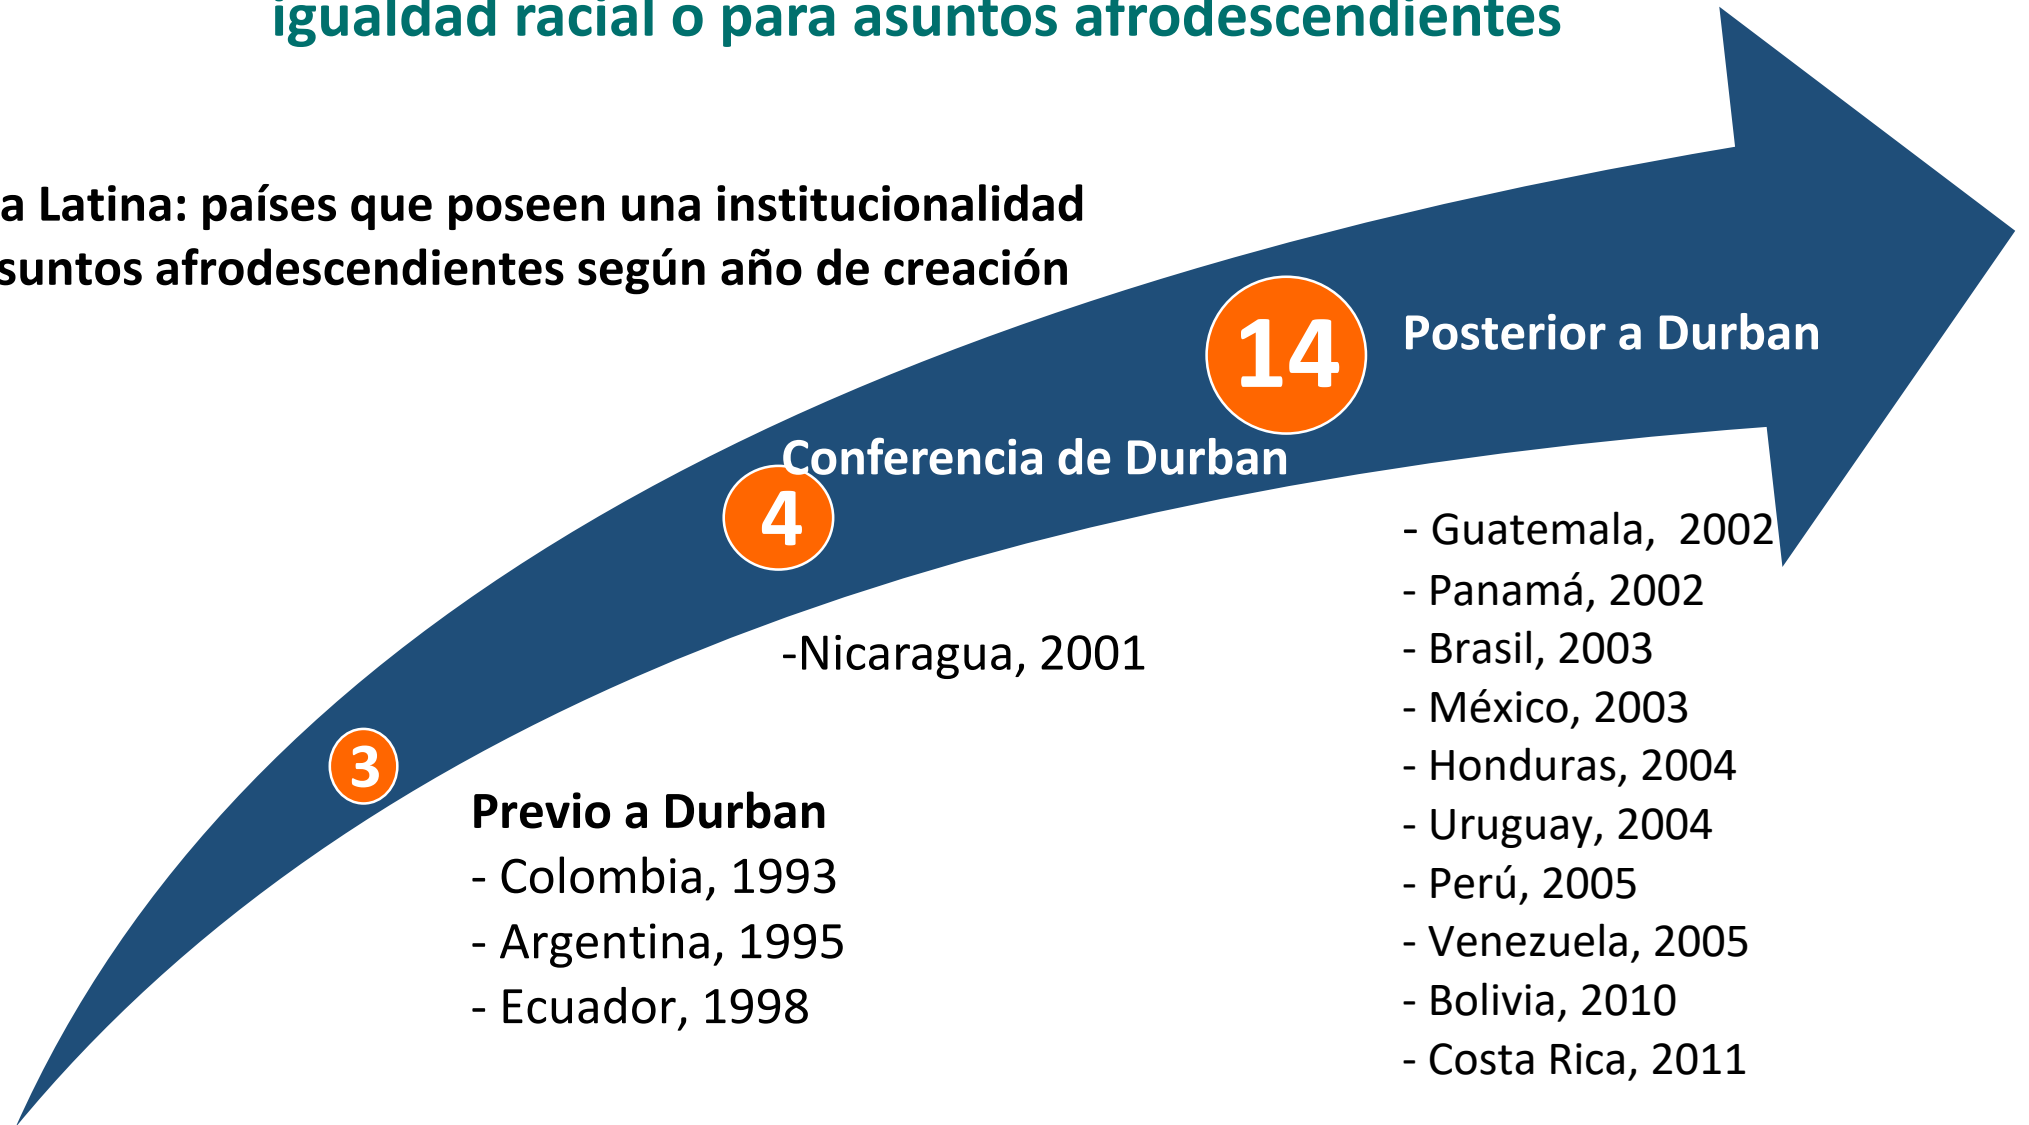 igualdad racial o para asuntos afrodescendientes
a Latina: países que poseen una institucionalidad
suntos afrodescendientes según año de creación
14
Posterior a Durban
Conferencia de Durban
4
- Guatemala,  2002
- Panamá, 2002
- Brasil, 2003
- México, 2003
- Honduras, 2004
- Uruguay, 2004
- Perú, 2005
- Venezuela, 2005
- Bolivia, 2010
- Costa Rica, 2011
-Nicaragua, 2001
3
Previo a Durban
- Colombia, 1993
- Argentina, 1995
- Ecuador, 1998